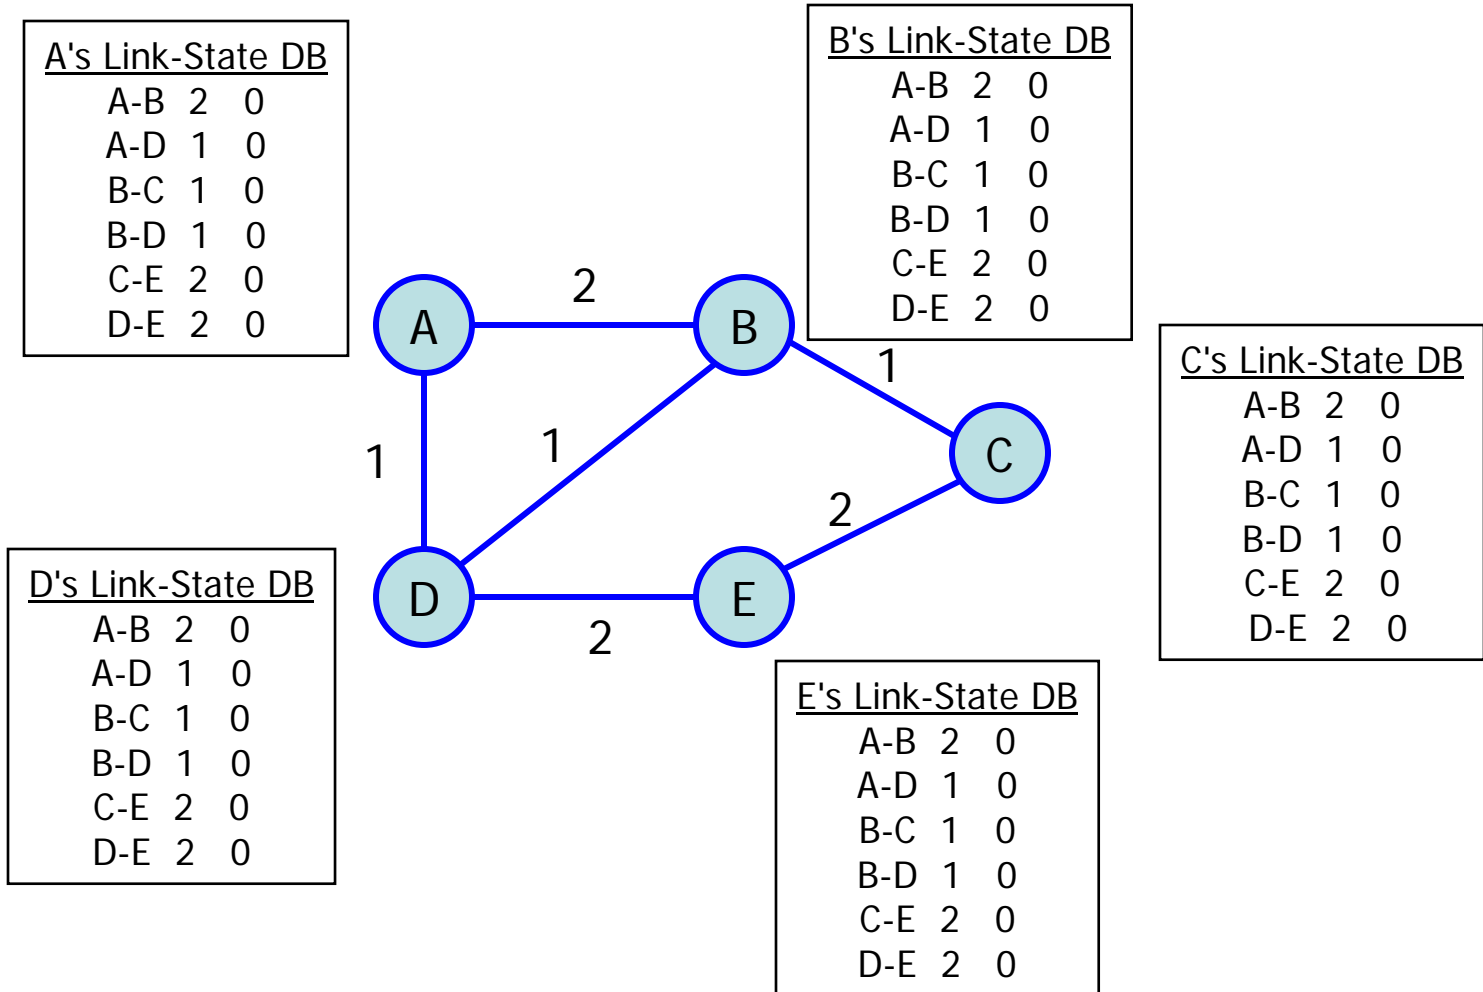 A's Link-State DB
A-B 2 0
A-D 1 0
B-C 1 0
B-D 1 0
C-E 2 0
D-E 2 0
B's Link-State DB
A-B 2 0
A-D 1 0
B-C 1 0
B-D 1 0
C-E 2 0
D-E 2 0
C's Link-State DB
A-B 2 0
A-D 1 0
B-C 1 0
B-D 1 0
C-E 2 0
D-E 2 0
2
A
B
1
1
1
C
2
D
E
2
D's Link-State DB
A-B 2 0
A-D 1 0
B-C 1 0
B-D 1 0
C-E 2 0
D-E 2 0
E's Link-State DB
A-B 2 0
A-D 1 0
B-C 1 0
B-D 1 0
C-E 2 0
D-E 2 0